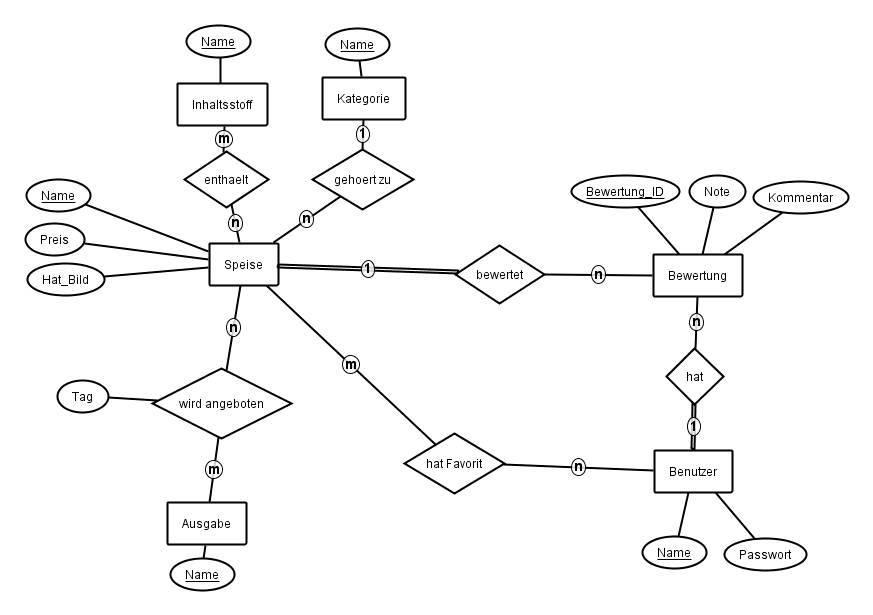 Name
Name
Inhaltsstoff
Kategorie
m
1
enthaelt
gehoert zu
Name
Bewertung_ID
Note
Kommentar
n
n
Preis
Hat_Bild
Speise
1
bewertet
n
Bewertung
n
m
n
hat
Tag
wird angeboten
1
m
hat Favorit
n
Benutzer
Ausgabe
Name
Passwort
Name